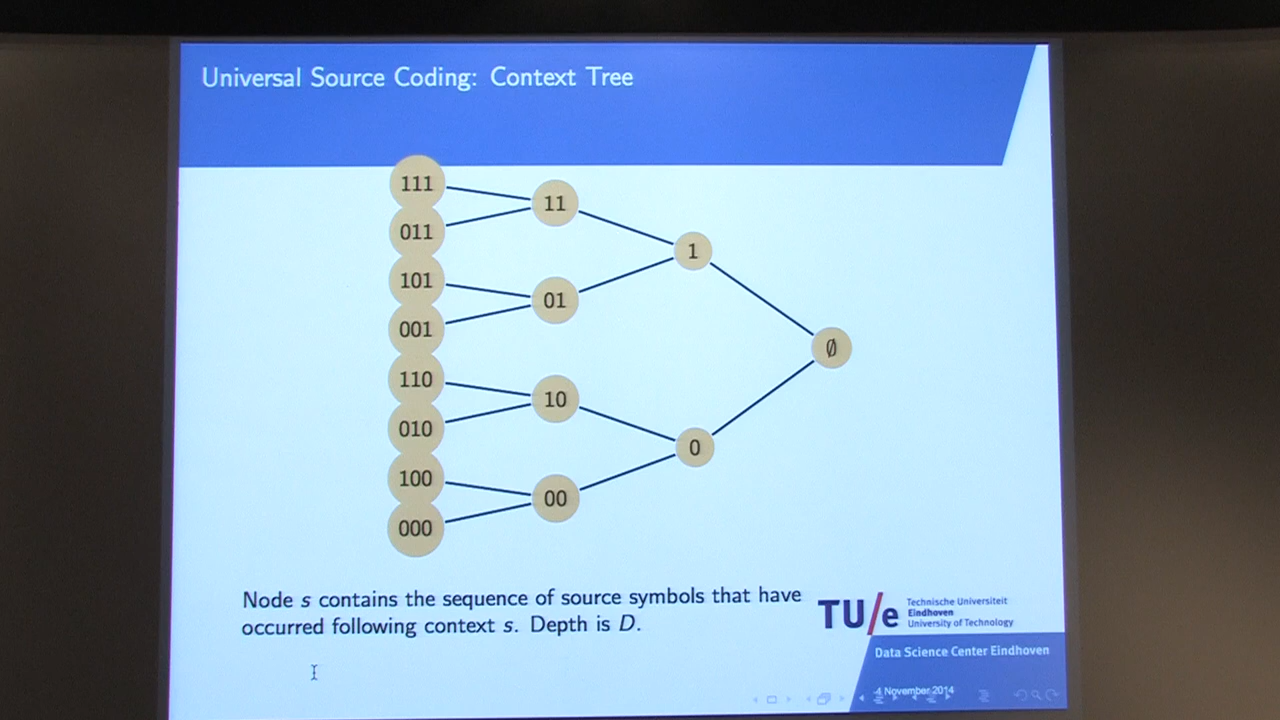 Universal Source Coding: Context Tree
111
011
101
001
110
010
100
000
11
01
10
00
1
0
∅
Node s contains the sequence of source symbols that have
occurred following context s. Depth is D.
TU/e
Technische Universiteit
Eindhoven
University of Technology
Data Science Center Eindhoven
4 November 2014